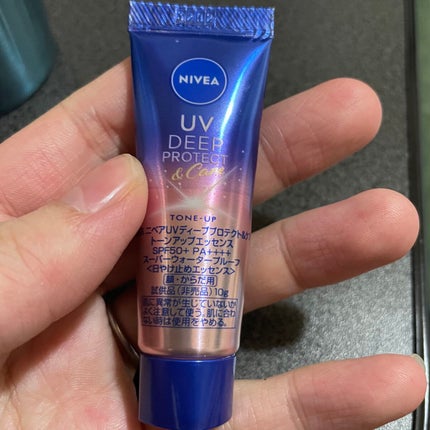 NIVEA
UV
DEEP
PROTECT
& Care
TONE-UP
ニベアUVディーププロテクト&ケア
トーンアップエッセンス
SPF50+ PA++++
スーパーウォータープルーフ
<日やけ止めエッセンス>
顔・からだ用
試供品(非売品)10g
肌に異常が生じていないか
よく注意して使う。肌に合わ
ない時は使用をやめる。